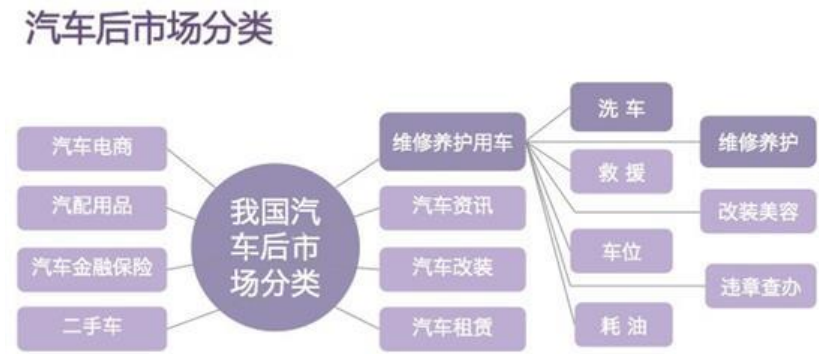 汽车后市场分类
汽车电商
汽配用品
汽车金融保险
二手车
我国汽
车后市
场分类
维修养护用车
汽车资讯
汽车改装
汽车租赁
洗 车
救 援
车位
耗 油
维修养护
改装美容
违章查办